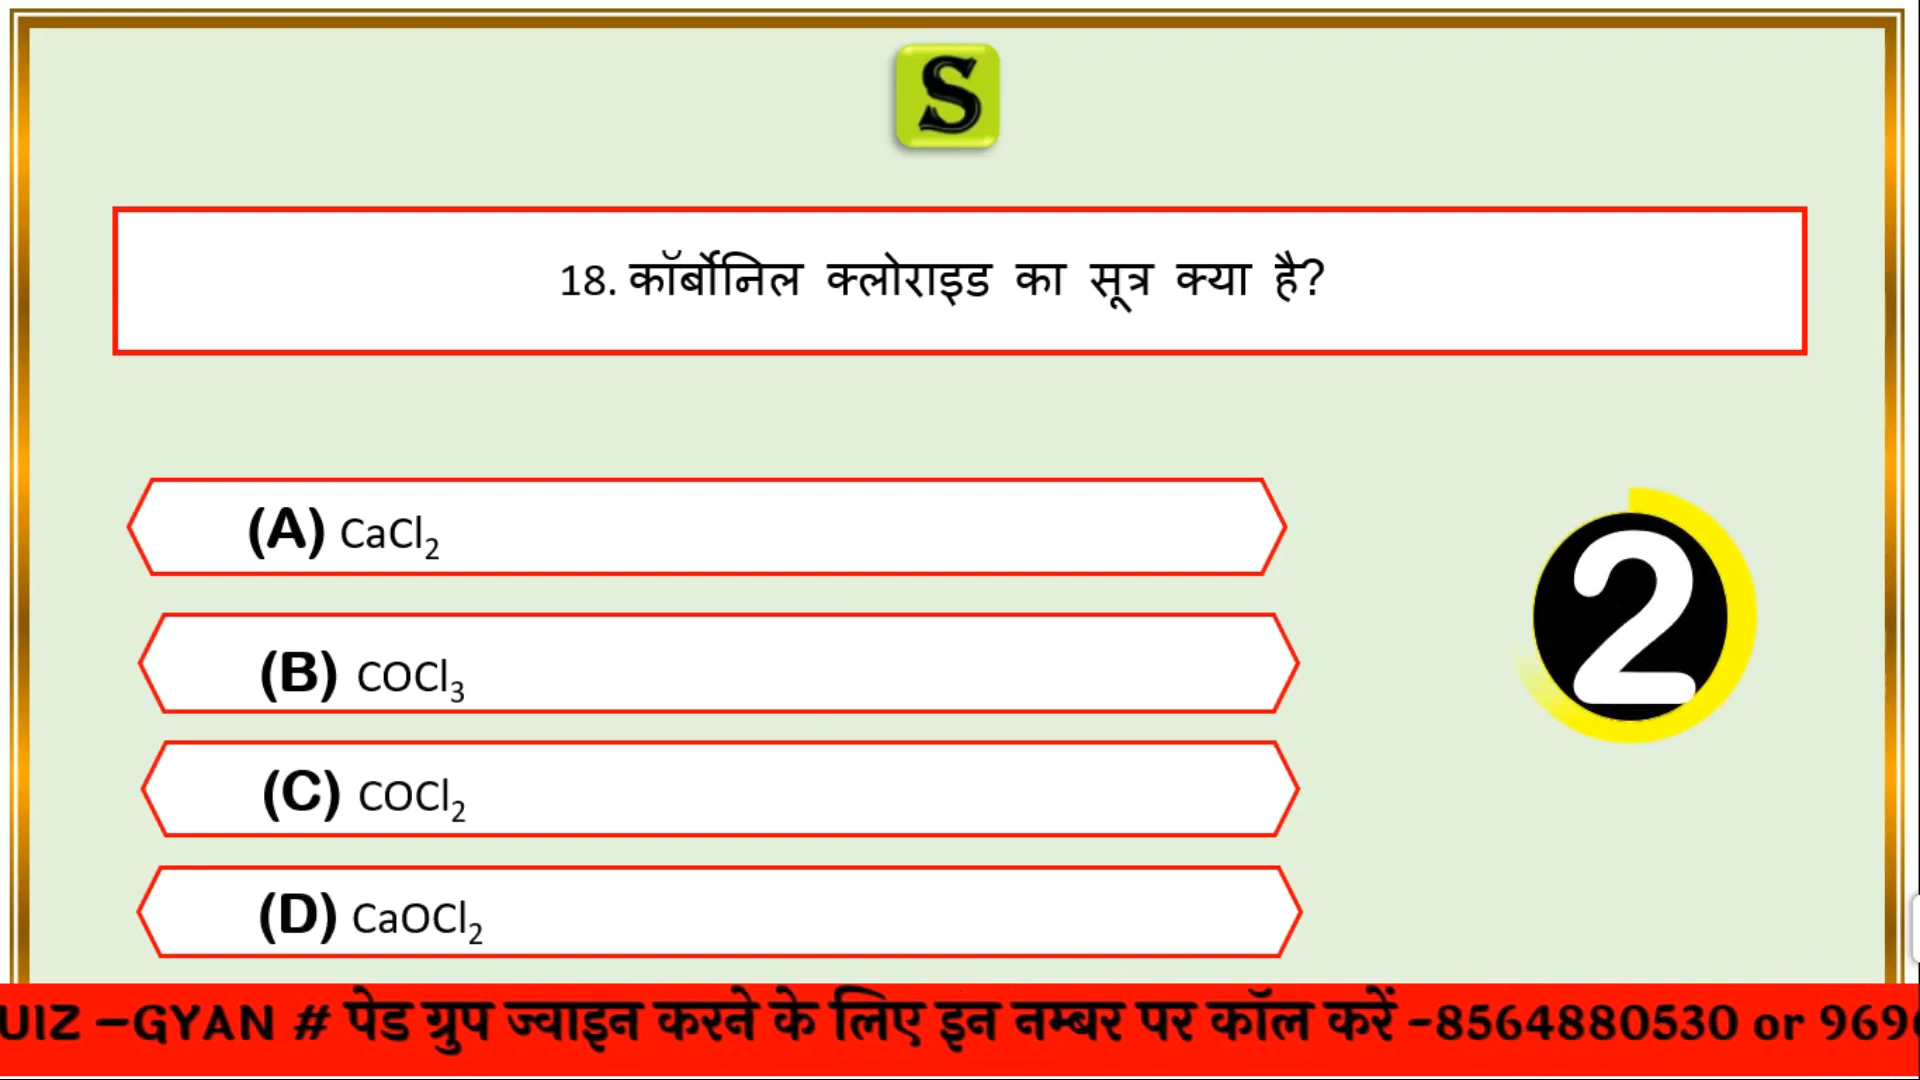 S
18. कॉर्बोनिल क्लोराइड का सूत्र क्या है?
(A) CaCl₂
(B) COCl₃
2
(C) COCl₂
(D) CaOCl₂
UIZ –GYAN # पेड ग्रुप ज्वाइन करने के लिए इन नम्बर पर कॉल करें -8564880530 or 969